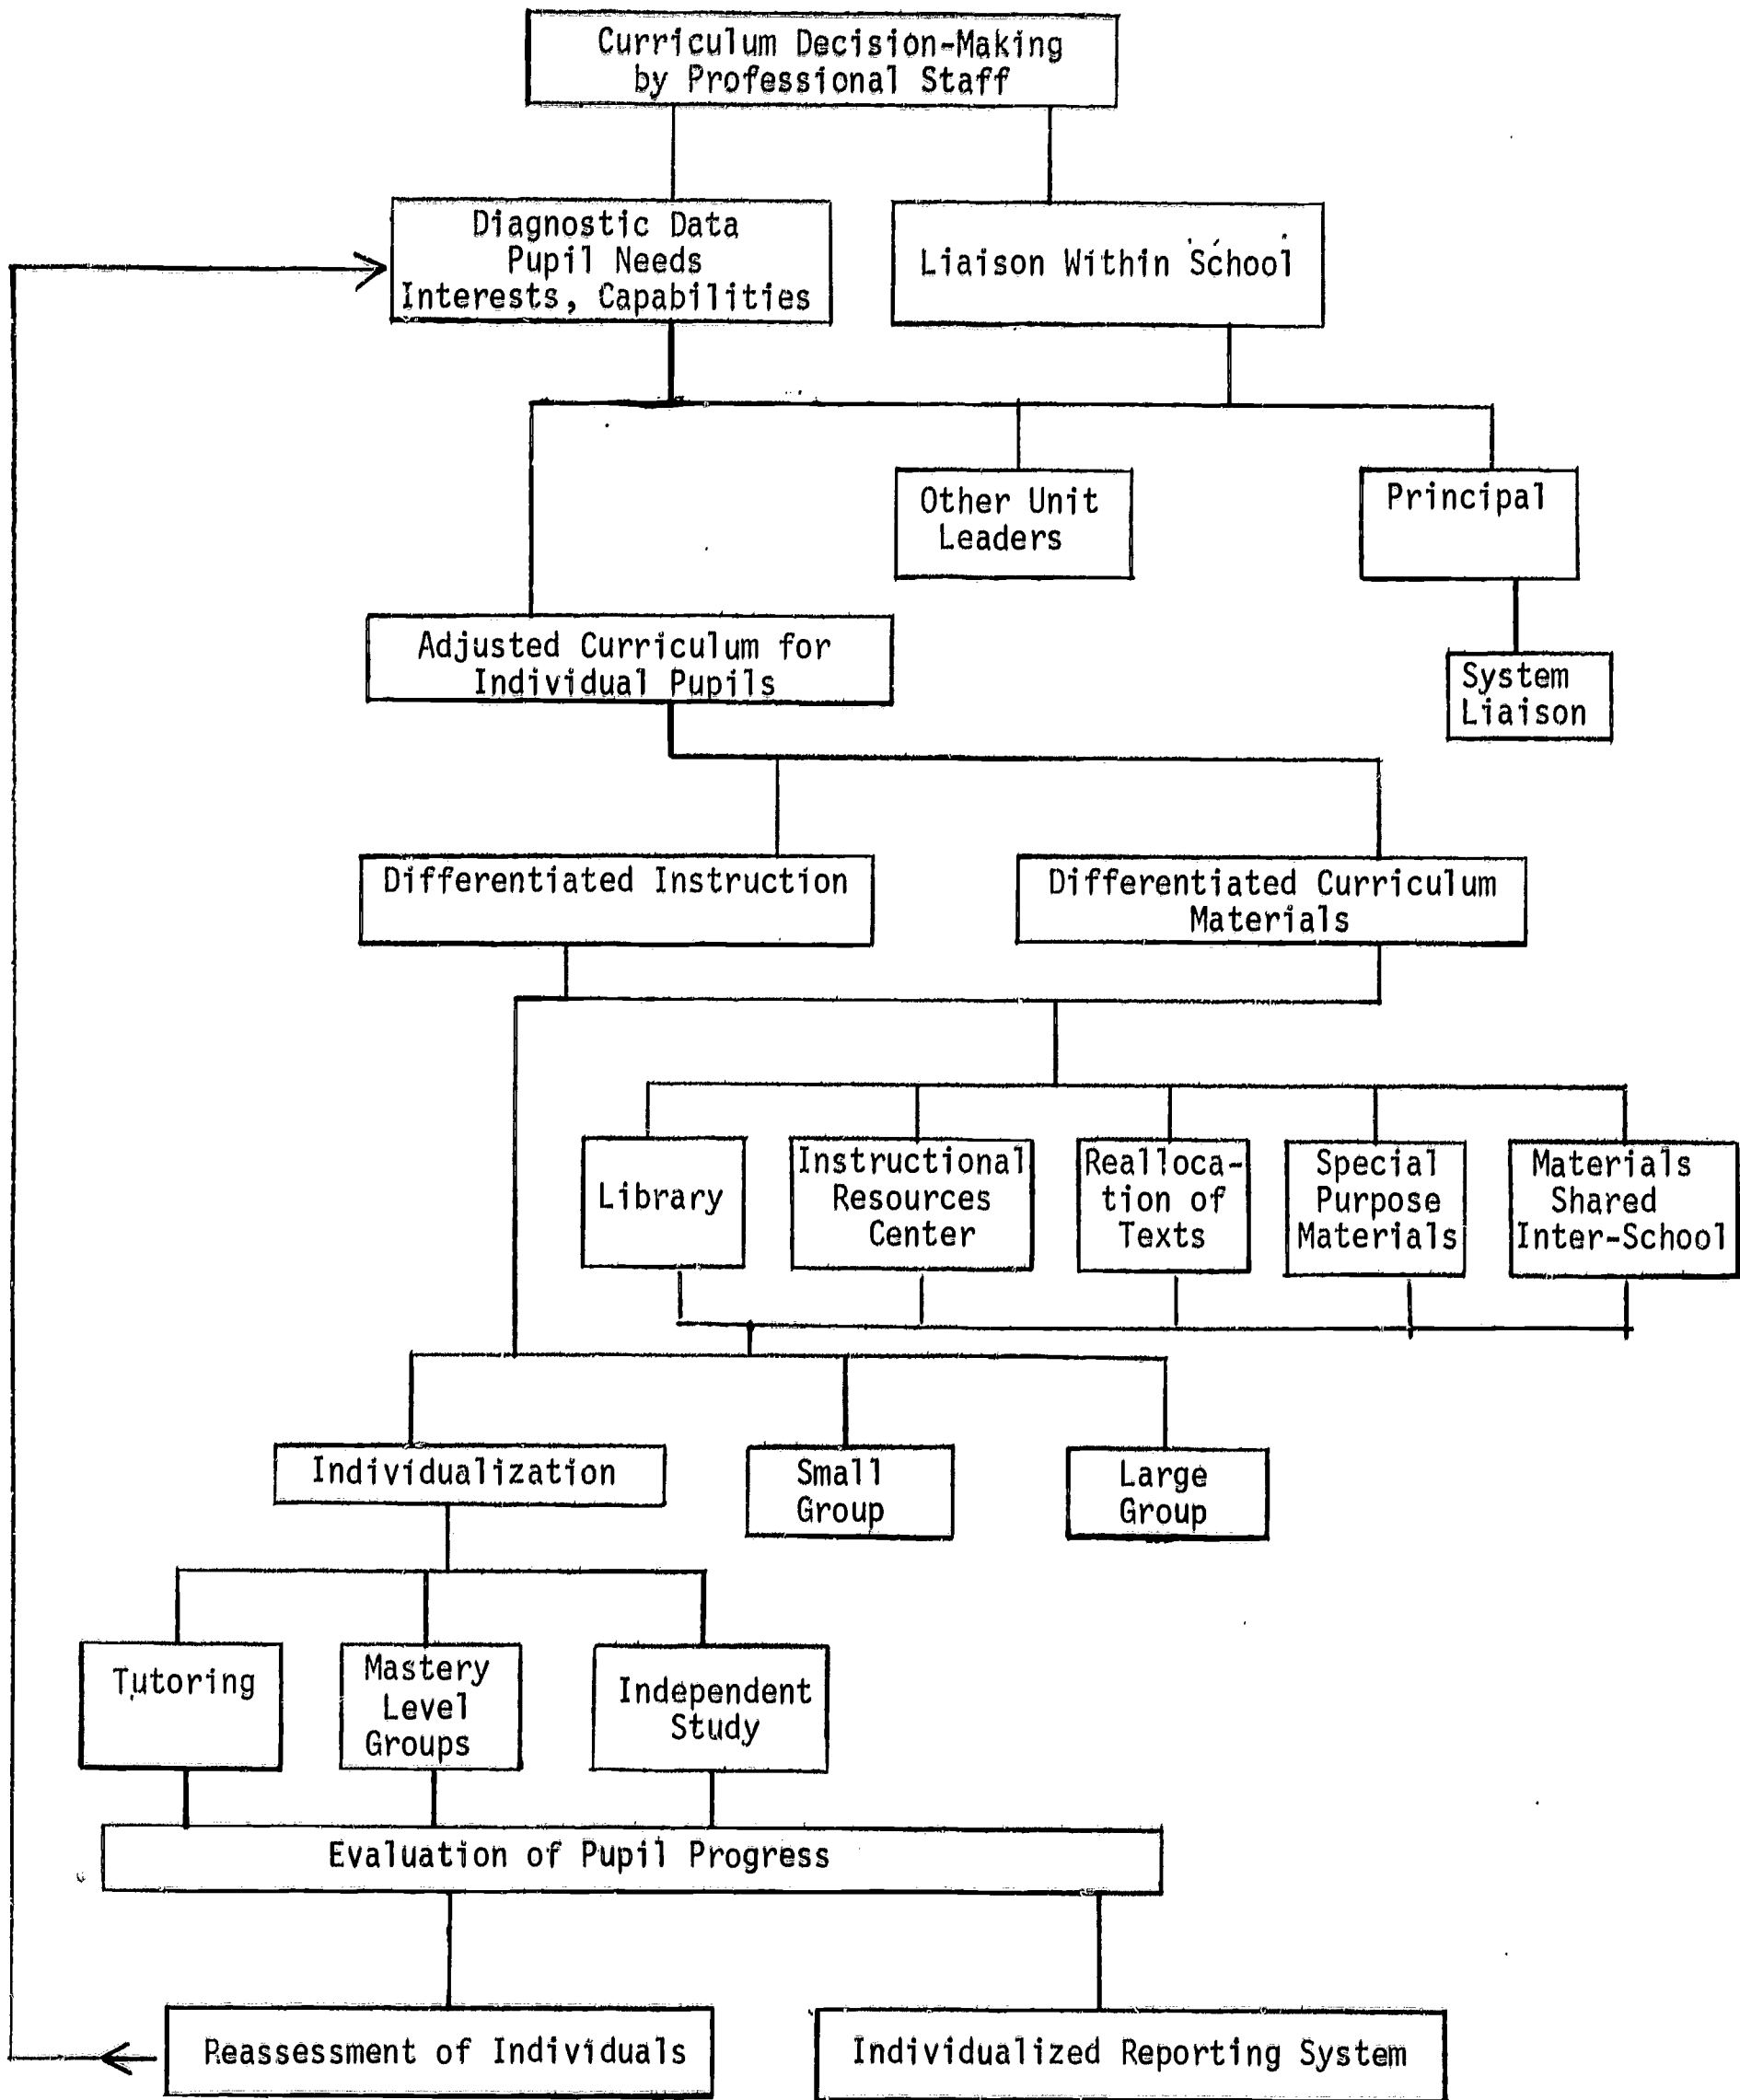 Curriculum Decision-Making
by Professional Staff
Diagnostic Data
Pupil Needs
Interests, Capabilities
Liaison Within School
Other Unit
Leaders
Principal
Adjusted Curriculum for
Individual Pupils
System
Liaison
Differentiated Instruction
Differentiated Curriculum
Materials
Library
Instructional
Resources
Center
Realloca-
tion of
Texts
Special
Purpose
Materials
Materials
Shared
Inter-School
Individualization
Small
Group
Large
Group
Tutoring
Mastery
Level
Groups
Independent
Study
Evaluation of Pupil Progress
Reassessment of Individuals
Individualized Reporting System